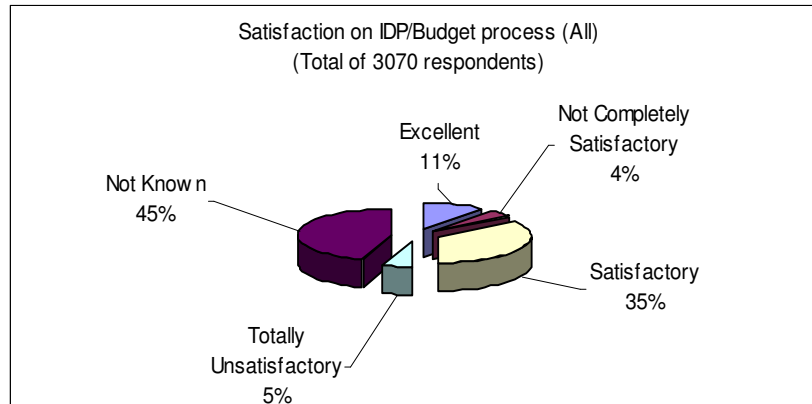 Satisfaction on IDP/Budget process (All)
(Total of 3070 respondents)
Excellent
11%
Not Completely
Satisfactory
4%
Not Known
45%
Satisfactory
35%
Totally
Unsatisfactory
5%